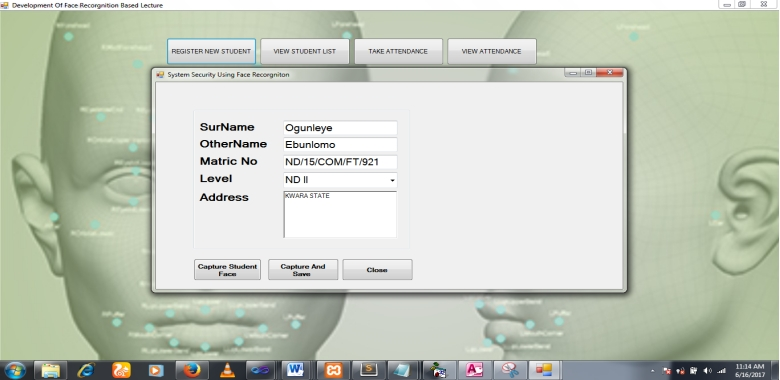 Development Of Face Recorgnition Based Lecture
REGISTER NEW STUDENT
VIEW STUDENT LIST
TAKE ATTENDANCE
VIEW ATTENDANCE
System Security Using Face Recorgniton
SurName Ogunleye
OtherName Ebunlomo
Matric No ND/15/COM/FT/921
Level ND II
Address KWARA STATE
Capture Student
Face
Capture And
Save
Close
11:14 AM
6/16/2017